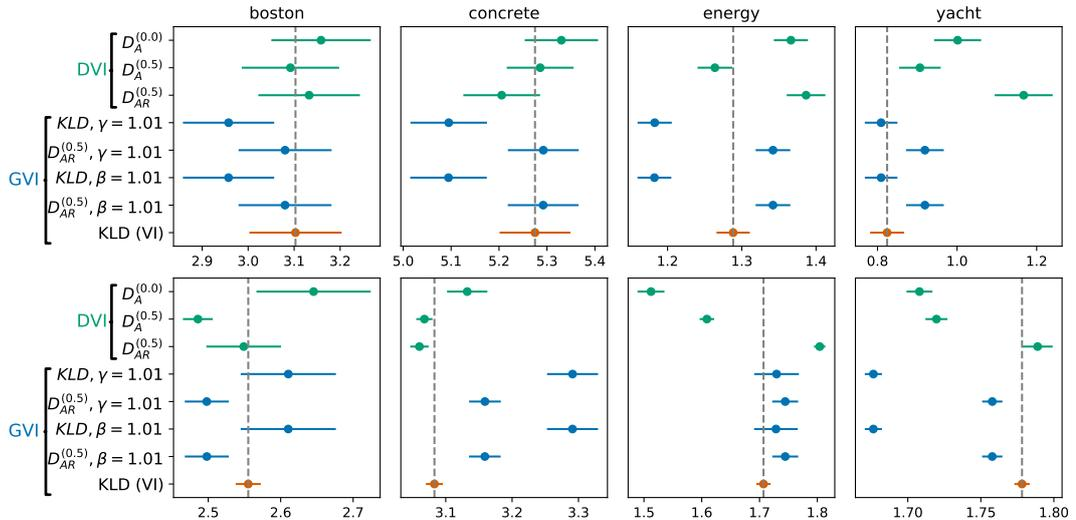 boston concrete energy yacht
D_A^(0.0)
DVI D_A^(0.5)
D_AR^(0.5)
KLD, γ = 1.01
D_AR^(0.5), γ = 1.01
GVI KLD, β = 1.01
D_AR^(0.5), β = 1.01
KLD (VI)
2.9 3.0 3.1 3.2 5.0 5.1 5.2 5.3 5.4 1.2 1.3 1.4 0.8 1.0 1.2
D_A^(0.0)
DVI D_A^(0.5)
D_AR^(0.5)
KLD, γ = 1.01
D_AR^(0.5), γ = 1.01
GVI KLD, β = 1.01
D_AR^(0.5), β = 1.01
KLD (VI)
2.5 2.6 2.7 3.1 3.2 3.3 1.5 1.6 1.7 1.8 1.70 1.75 1.80